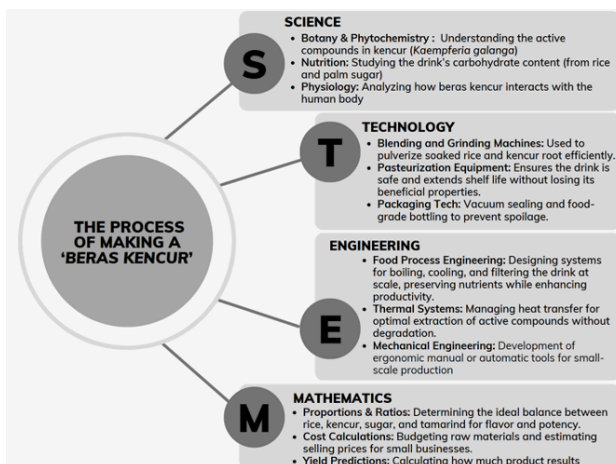 SCIENCE
• Botany & Phytochemistry : Understanding the active
compounds in kencur (Kaempferia galanga)
• Nutrition: Studying the drink's carbohydrate content (from rice
and palm sugar)
• Physiology: Analyzing how beras kencur interacts with the
human body
S
TECHNOLOGY
• Blending and Grinding Machines: Used to
pulverize soaked rice and kencur root efficiently.
• Pasteurization Equipment: Ensures the drink is
safe and extends shelf life without losing its
beneficial properties.
• Packaging Tech: Vacuum sealing and food-
grade bottling to prevent spoilage.
T
THE PROCESS
OF MAKING A
'BERAS KENCUR'
ENGINEERING
• Food Process Engineering: Designing systems
for boiling, cooling, and filtering the drink at
scale, preserving nutrients while enhancing
productivity.
• Thermal Systems: Managing heat transfer for
optimal extraction of active compounds without
degradation.
• Mechanical Engineering: Development of
ergonomic manual or automatic tools for small-
scale production
E
MATHEMATICS
• Proportions & Ratios: Determining the ideal balance between
rice, kencur, sugar, and tamarind for flavor and potency.
• Cost Calculations: Budgeting raw materials and estimating
selling prices for small businesses.
• Yield Predictions: Calculating how much product results
M